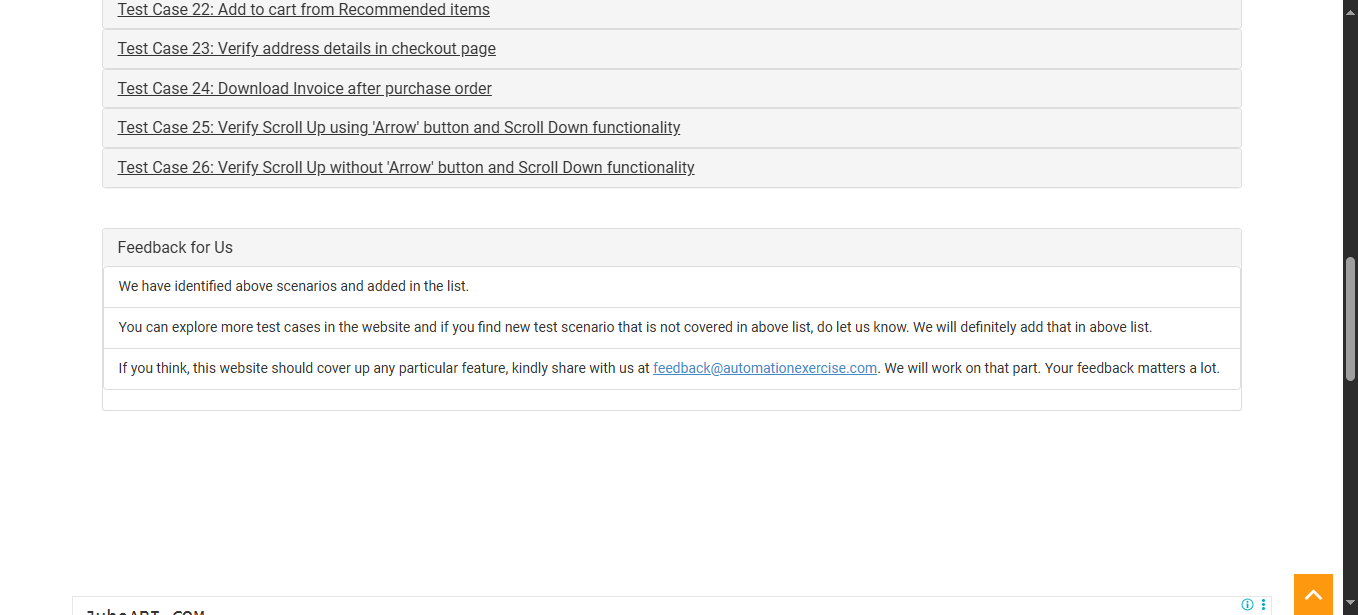 Test Case 22: Add to cart from Recommended items
Test Case 23: Verify address details in checkout page
Test Case 24: Download Invoice after purchase order
Test Case 25: Verify Scroll Up using 'Arrow' button and Scroll Down functionality
Test Case 26: Verify Scroll Up without 'Arrow' button and Scroll Down functionality
Feedback for Us
We have identified above scenarios and added in the list.
You can explore more test cases in the website and if you find new test scenario that is not covered in above list, do let us know. We will definitely add that in above list.
If you think, this website should cover up any particular feature, kindly share with us at feedback@automationexercise.com. We will work on that part. Your feedback matters a lot.